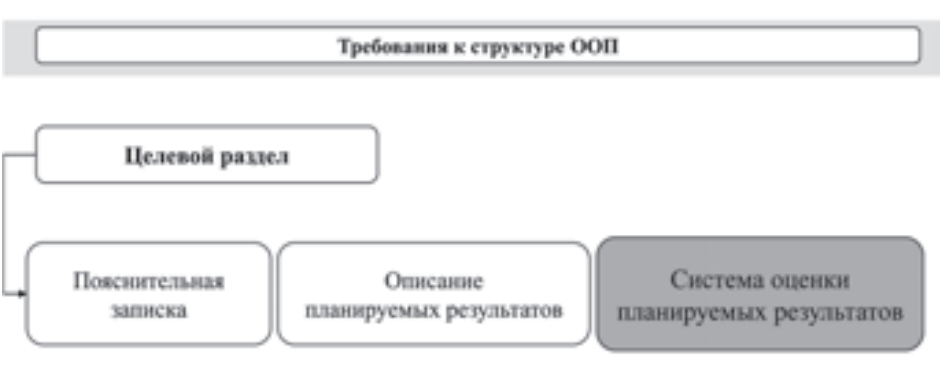 Требования к структуре ООП
Целевой раздел
Пояснительная
записка
Описание
планируемых результатов
Система оценки
планируемых результатов